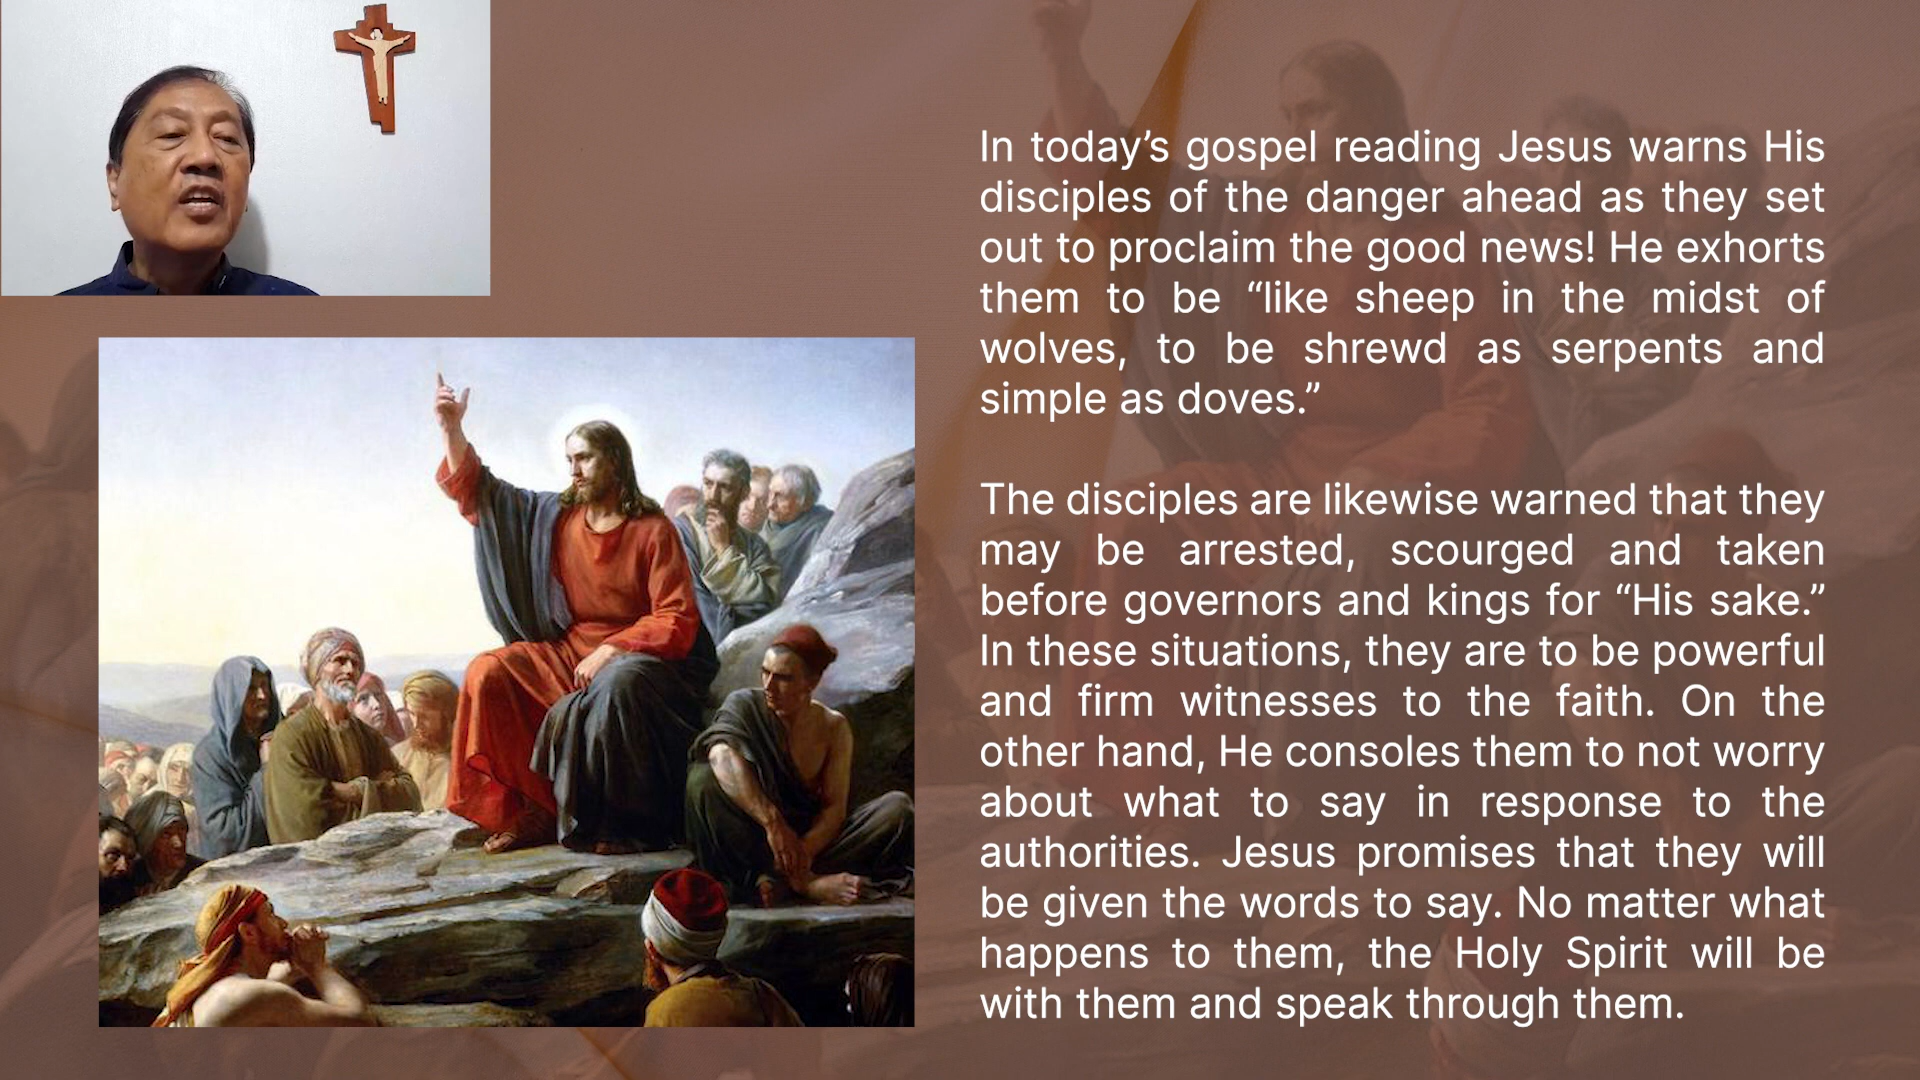 In today’s gospel reading Jesus warns His
disciples of the danger ahead as they set
out to proclaim the good news! He exhorts
them to be “like sheep in the midst of
wolves, to be shrewd as serpents and
simple as doves.”
The disciples are likewise warned that they
may be arrested, scourged and taken
before governors and kings for “His sake.”
In these situations, they are to be powerful
and firm witnesses to the faith. On the
other hand, He consoles them to not worry
about what to say in response to the
authorities. Jesus promises that they will
be given the words to say. No matter what
happens to them, the Holy Spirit will be
with them and speak through them.